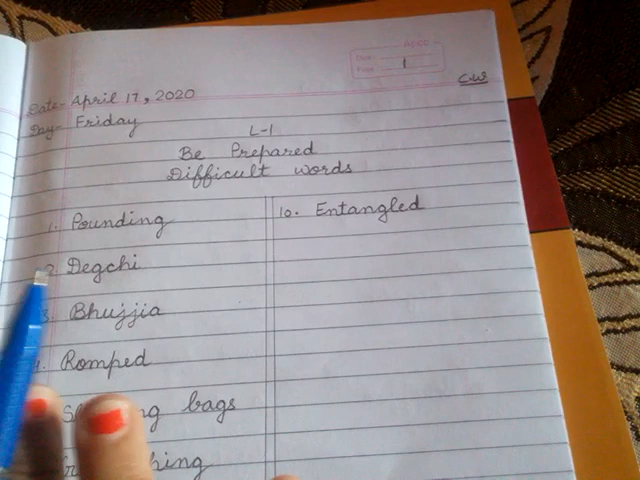 Date
Page 1
C.W
Date- April 17, 2020
Day- Friday
L-1
Be Prepared
Difficult words
1. Pounding
2. Degchi
3. Bhujjia
4. Romped
bags
10. Entangled